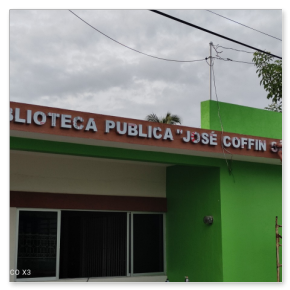 BLIOTECA PUBLICA "JOSÉ COFFIN S
CO X3